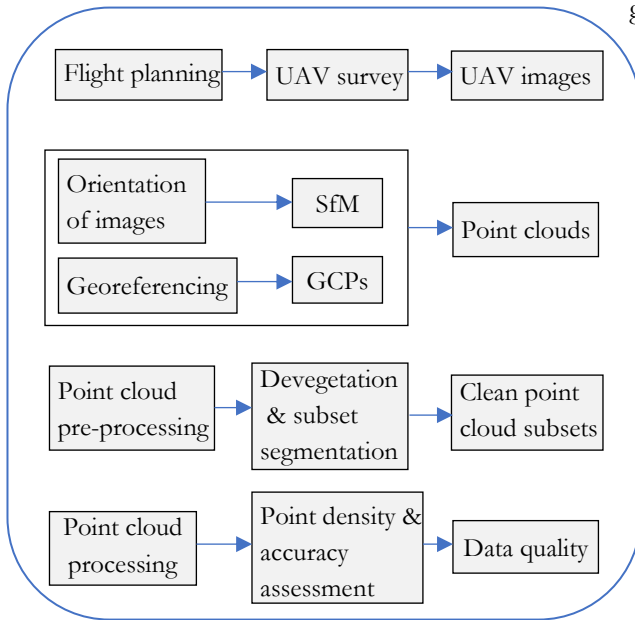 g
Flight planning
UAV survey
UAV images
Orientation
of images
SfM
Georeferencing
GCPs
Point clouds
Point cloud
pre-processing
Devegetation
& subset
segmentation
Clean point
cloud subsets
Point cloud
processing
Point density &
accuracy
assessment
Data quality